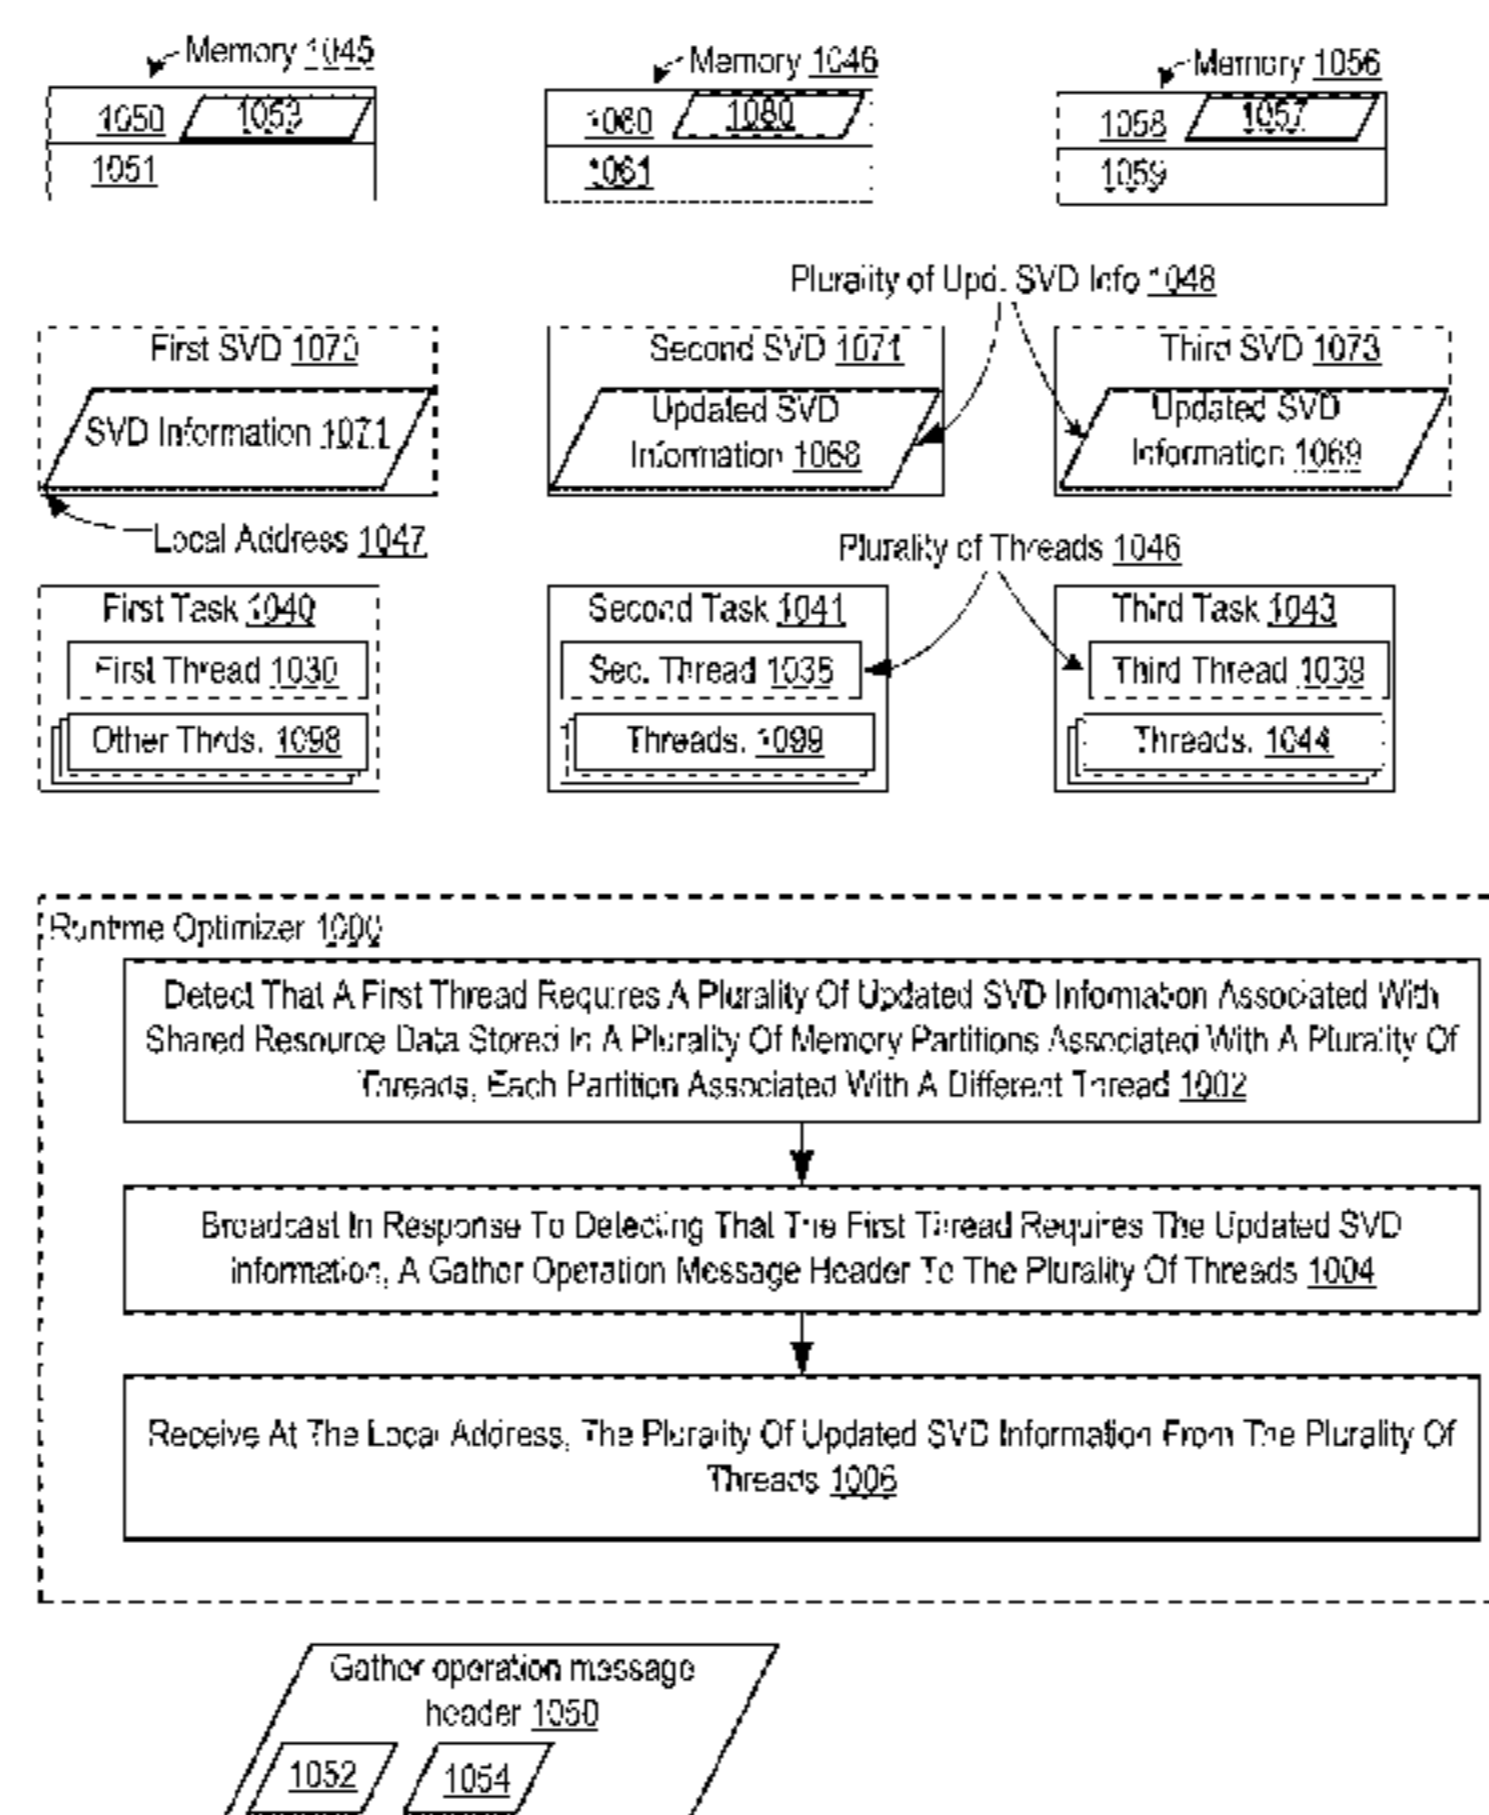 Memory 1045
Memory 1046
Memory 1056
1050
1053
1060
1080
1058
1057
1051
1061
1059
Plurality of Upd. SVD Info 1048
First SVD 1070
Second SVD 1071
Third SVD 1073
SVD Information 1071
Updated SVD
Information 1068
Updated SVD
Information 1069
Local Address 1047
Plurality of Threads 1046
First Task 1040
Second Task 1041
Third Task 1043
First Thread 1030
Sec. Thread 1036
Third Thread 1039
Other Thrds. 1098
Threads. 1099
Threads. 1044
Runtime Optimizer 1000
Detect That A First Thread Requires A Plurality Of Updated SVD Information Associated With
Shared Resource Data Stored In A Plurality Of Memory Partitions Associated With A Plurality Of
Threads, Each Partition Associated With A Different Thread 1002
Broadcast In Response To Detecting That The First Thread Requires The Updated SVD
information, A Gather Operation Message Header To The Plurality Of Threads 1004
Receive At The Local Address, The Plurality Of Updated SVD Information From The Plurality Of
Threads 1006
Gather operation message
header 1050
1052
1054